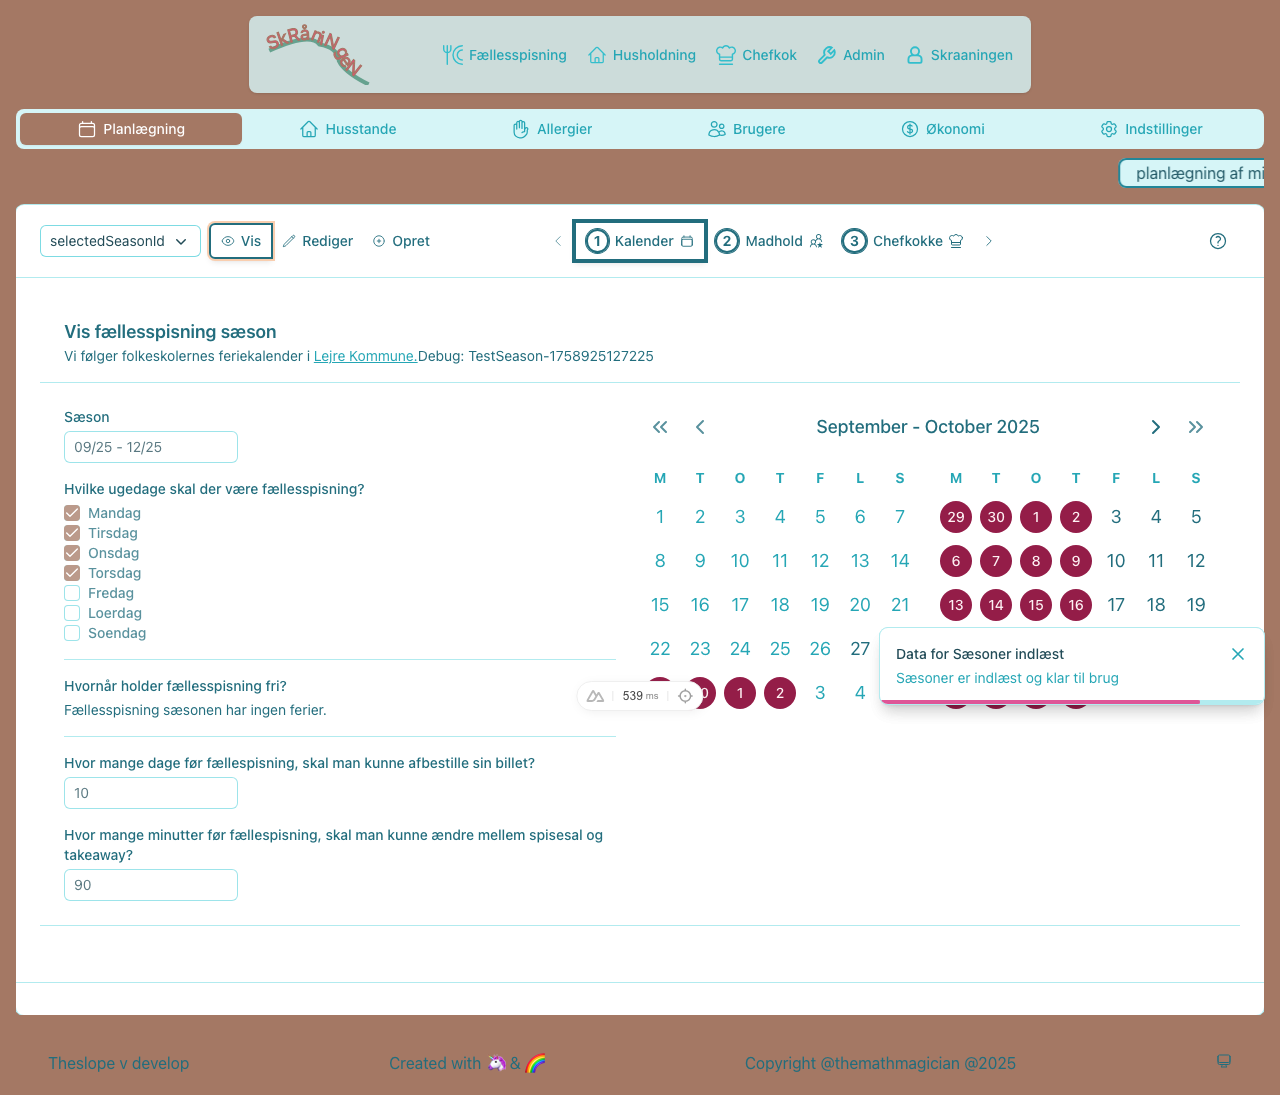 SkRåniNgeN
Fællesspisning
Husholdning
Chefkok
Admin
Skraaningen
Planlægning
Husstande
Allergier
Brugere
Økonomi
Indstillinger
planlægning af mi
selectedSeasonId
Vis
Rediger
Opret
1 Kalender
2 Madhold
3 Chefkokke
Vis fællesspisning sæson
Vi følger folkeskolernes feriekalender i Lejre Kommune.Debug: TestSeason-1758925127225
Sæson
09/25 - 12/25
Hvilke ugedage skal der være fællesspisning?
Mandag
Tirsdag
Onsdag
Torsdag
Fredag
Loerdag
Soendag
Hvornår holder fællesspisning fri?
Fællesspisning sæsonen har ingen ferier.
Hvor mange dage før fællespisning, skal man kunne afbestille sin billet?
10
Hvor mange minutter før fællespisning, skal man kunne ændre mellem spisesal og
takeaway?
90
September - October 2025
M T O T F L S
1 2 3 4 5 6 7
8 9 10 11 12 13 14
15 16 17 18 19 20 21
22 23 24 25 26 27
0 1 2 3 4
M T O T F L S
29 30 1 2 3 4 5
6 7 8 9 10 11 12
13 14 15 16 17 18 19
539 ms
Data for Sæsoner indlæst
Sæsoner er indlæst og klar til brug
Theslope v develop
Created with 🦄 & 🌈
Copyright @themathmagician @2025